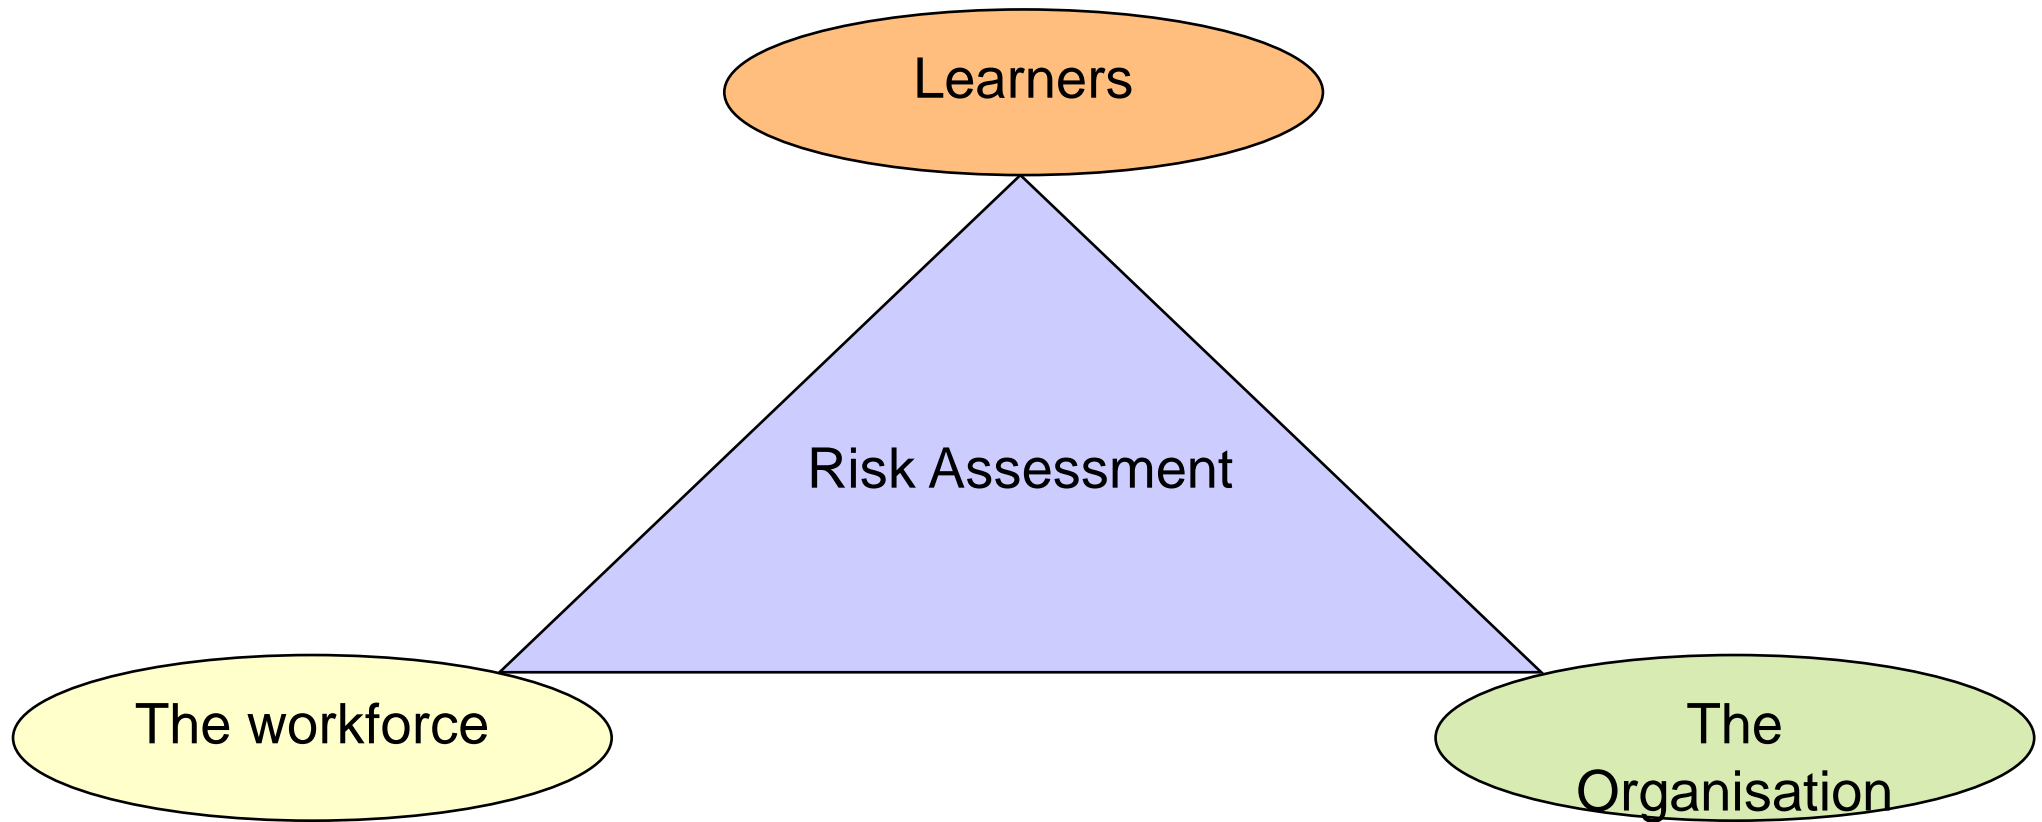 Learners
Risk Assessment
The workforce
The
Organisation